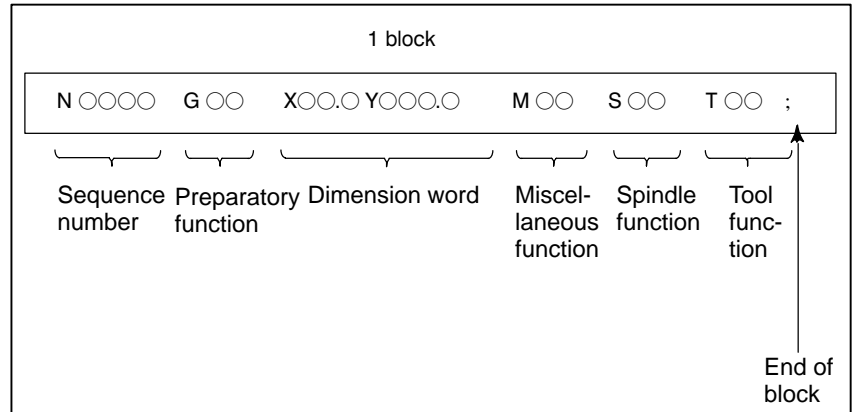 1 block
N ○○○○ G ○○ X○○.○ Y○○○.○ M ○○ S ○○ T ○○ ;
Sequence number
Preparatory function
Dimension word
Miscel-
laneous
function
Spindle
function
Tool
func-
tion
End of
block